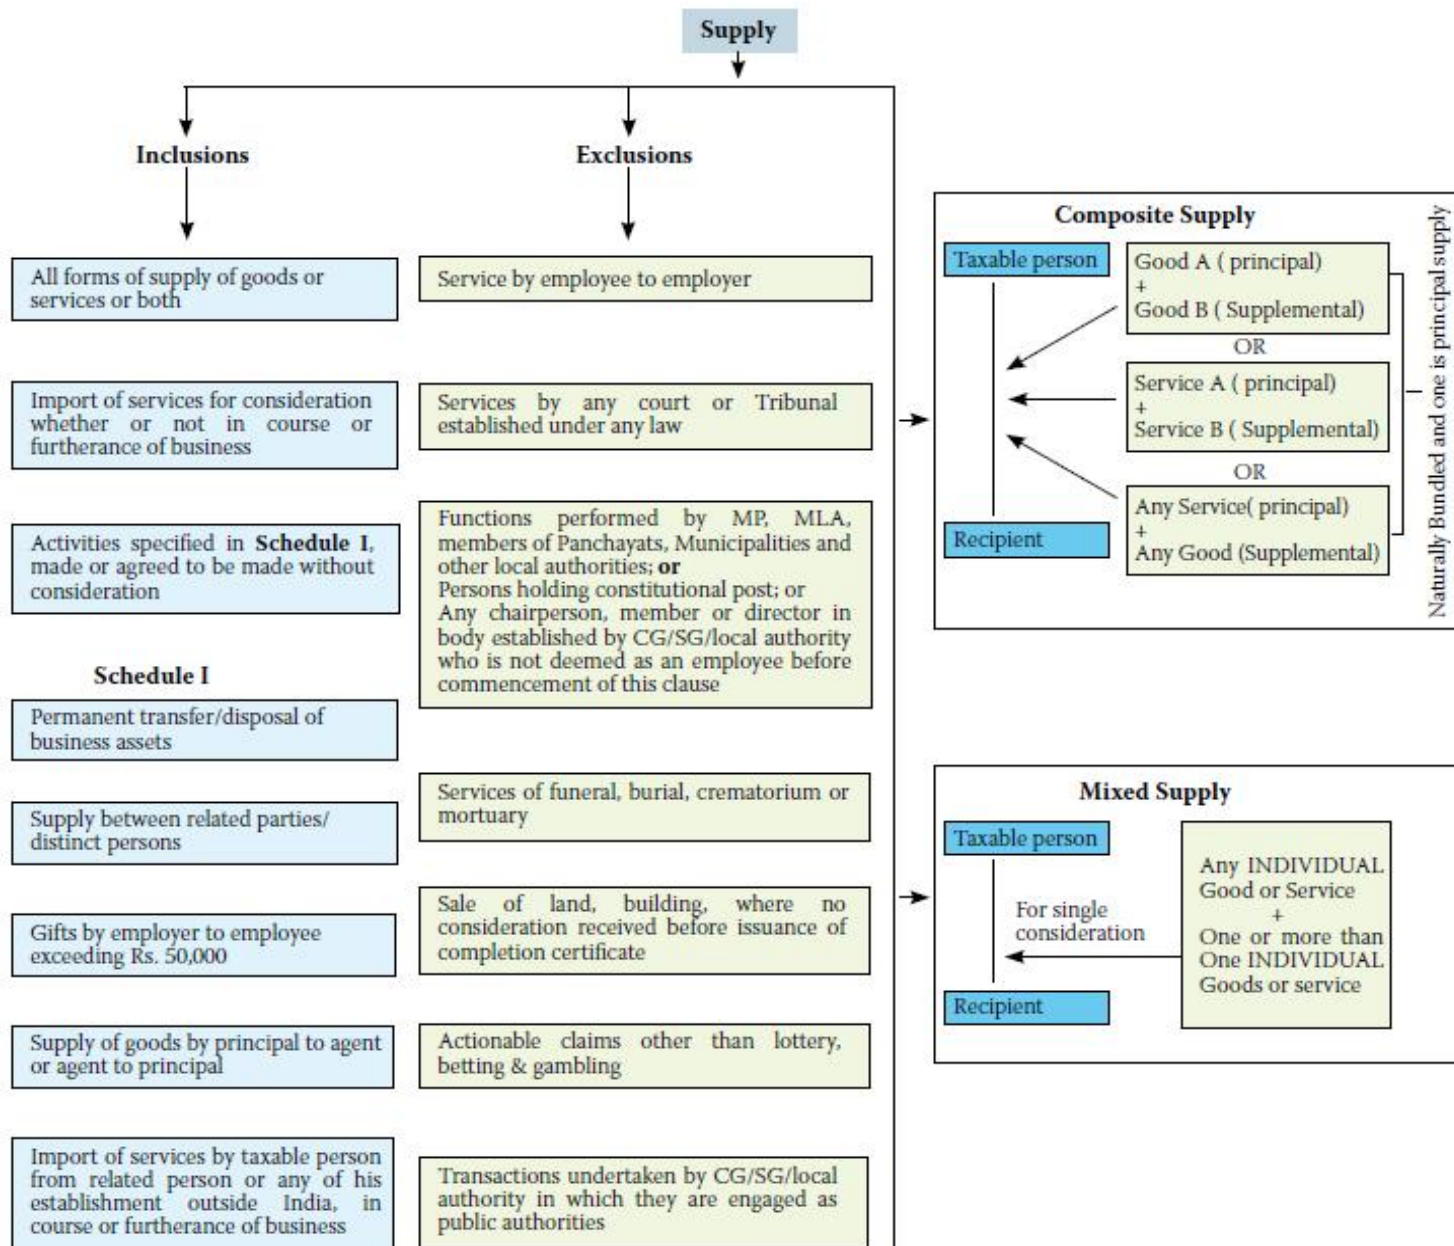 Supply
Inclusions
All forms of supply of goods or
services or both
Import of services for consideration
whether or not in course or
furtherance of business
Activities specified in Schedule I,
made or agreed to be made without
consideration
Schedule I
Permanent transfer/disposal of
business assets
Supply between related parties/
distinct persons
Gifts by employer to employee
exceeding Rs. 50,000
Supply of goods by principal to agent
or agent to principal
Import of services by taxable person
from related person or any of his
establishment outside India, in
course or furtherance of business
Exclusions
Service by employee to employer
Services by any court or Tribunal
established under any law
Functions performed by MP, MLA,
members of Panchayats, Municipalities and
other local authorities; or
Persons holding constitutional post; or
Any chairperson, member or director in
body established by CG/SG/local authority
who is not deemed as an employee before
commencement of this clause
Services of funeral, burial, crematorium or
mortuary
Sale of land, building, where no
consideration received before issuance of
completion certificate
Actionable claims other than lottery,
betting & gambling
Transactions undertaken by CG/SG/local
authority in which they are engaged as
public authorities
Composite Supply
Taxable person
Recipient
Good A ( principal)
+
Good B ( Supplemental)
OR
Service A ( principal)
+
Service B ( Supplemental)
OR
Any Service( principal)
+
Any Good (Supplemental)
Naturally Bundled and one is principal supply
Mixed Supply
Taxable person
For single
consideration
Recipient
Any INDIVIDUAL
Good or Service
+
One or more than
One INDIVIDUAL
Goods or service